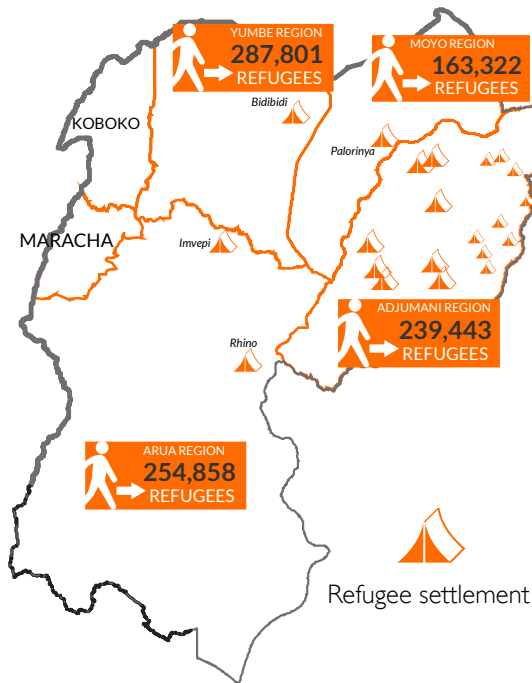 YUMBE REGION
287,801
REFUGEES
MOYO REGION
163,322
REFUGEES
Bidibidi
KOBOKO
Palorinya
MARACHA
Imvepi
ADJUMANI REGION
239,443
REFUGEES
Rhino
ARUA REGION
254,858
REFUGEES
Refugee settlement